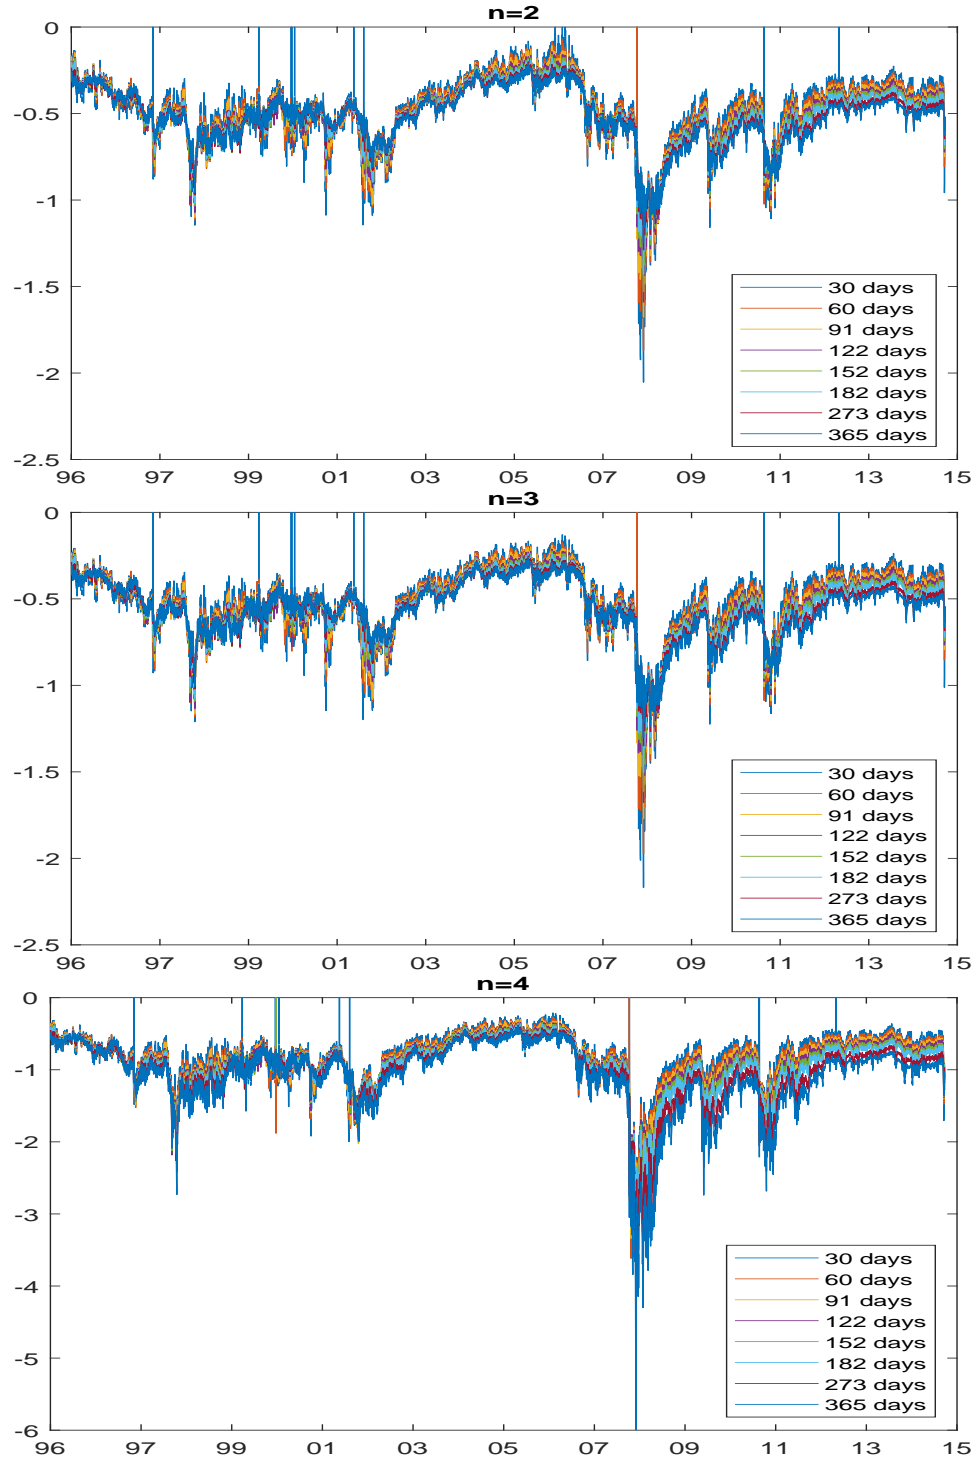 n=2
0
-0.5
-1
-1.5
-2
-2.5
30 days
60 days
91 days
122 days
152 days
182 days
273 days
365 days
96 97 99 01 03 05 07 09 11 13 15
n=3
0
-0.5
-1
-1.5
-2
-2.5
30 days
60 days
91 days
122 days
152 days
182 days
273 days
365 days
96 97 99 01 03 05 07 09 11 13 15
n=4
0
-1
-2
-3
-4
-5
-6
30 days
60 days
91 days
122 days
152 days
182 days
273 days
365 days
96 97 99 01 03 05 07 09 11 13 15